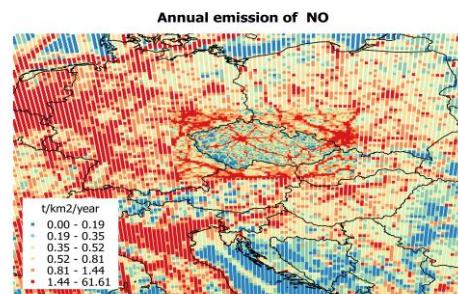 Annual emission of NO
t/km2/year
0.00 - 0.19
0.19 - 0.35
0.35 - 0.52
0.52 - 0.81
0.81 - 1.44
1.44 - 61.61